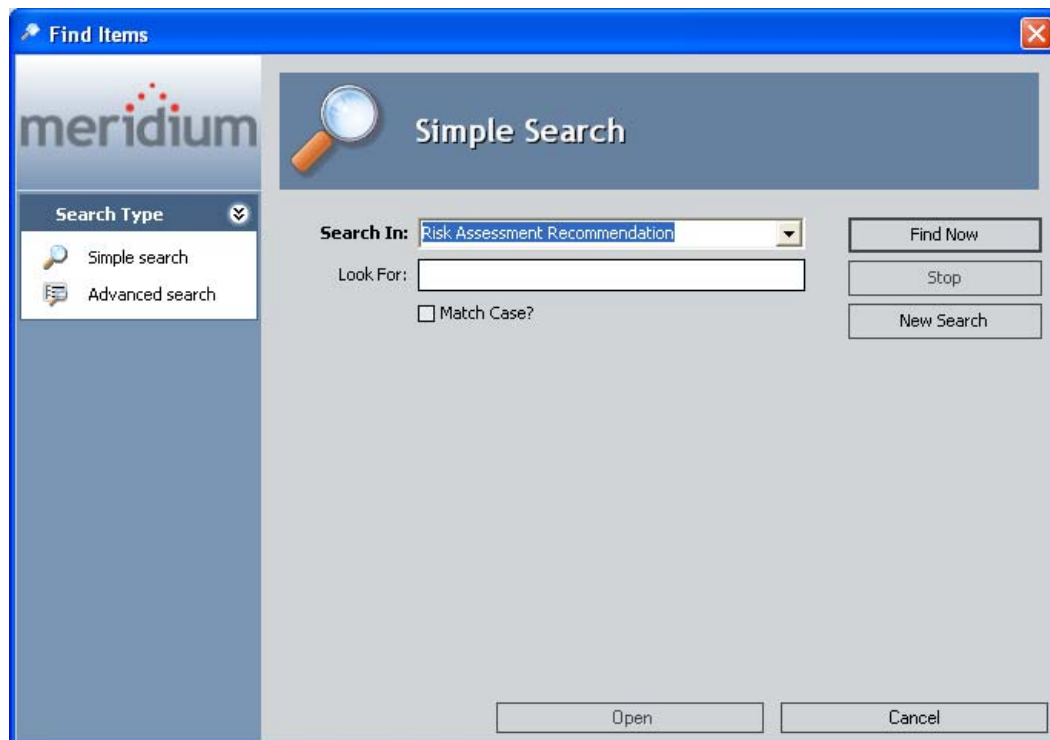 Find Items
meridium
Simple Search
Search Type
Simple search
Advanced search
Search In: Risk Assessment Recommendation
Find Now
Look For:
Stop
Match Case?
New Search
Open
Cancel